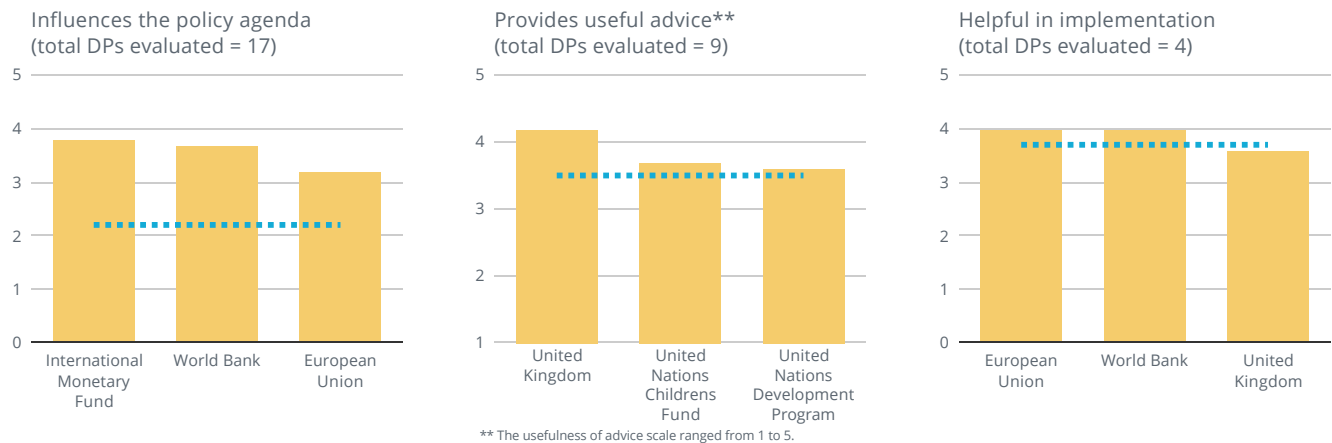 Influences the policy agenda
(total DPs evaluated = 17)
5
4
3
2
1
0
International
Monetary
Fund
World Bank
European
Union
Provides useful advice**
(total DPs evaluated = 9)
5
4
3
2
1
United
Kingdom
United
Nations
Childrens
Fund
United
Nations
Development
Program
** The usefulness of advice scale ranged from 1 to 5.
Helpful in implementation
(total DPs evaluated = 4)
5
4
3
2
1
0
European
Union
World Bank
United
Kingdom